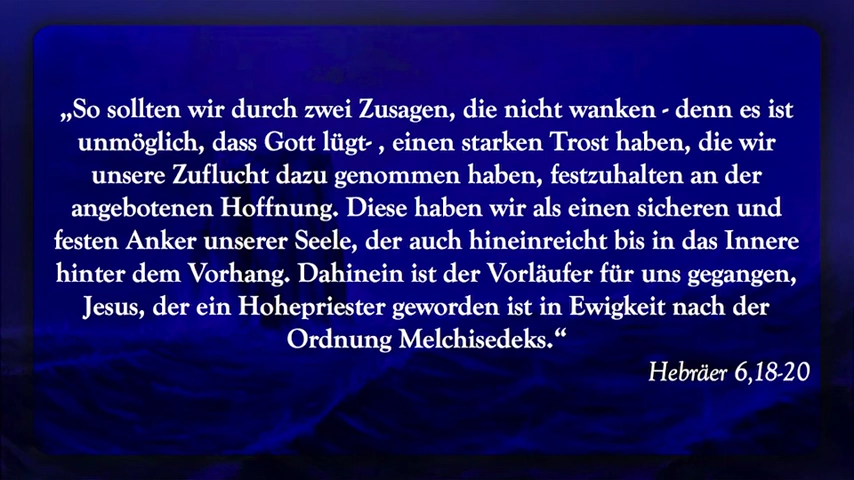 „So sollten wir durch zwei Zusagen, die nicht wanken - denn es ist
unmöglich, dass Gott lügt- , einen starken Trost haben, die wir
unsere Zuflucht dazu genommen haben, festzuhalten an der
angebotenen Hoffnung. Diese haben wir als einen sicheren und
festen Anker unserer Seele, der auch hineinreicht bis in das Innere
hinter dem Vorhang. Dahinein ist der Vorläufer für uns gegangen,
Jesus, der ein Hohepriester geworden ist in Ewigkeit nach der
Ordnung Melchisedeks.“
Hebräer 6,18-20